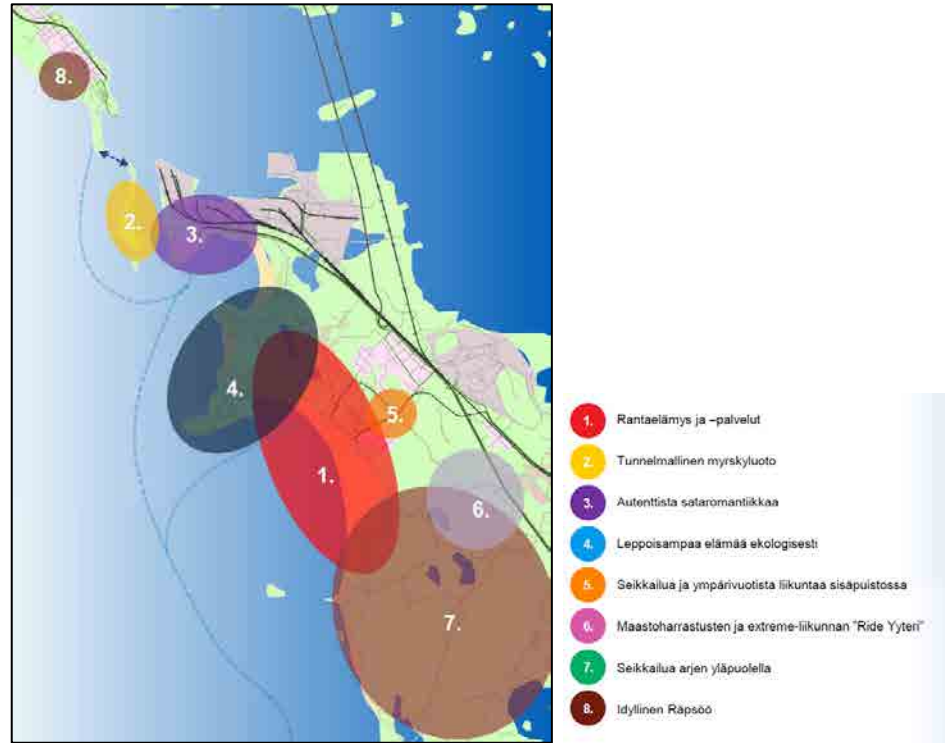 8.
2.
3.
4.
5.
1.
6.
7.
1. Rantaelämys ja –palvelut
2. Tunnelmallinen myrskyluoto
3. Autenttista sataromantiikkaa
4. Leppoisampaa elämää ekologisesti
5. Seikkailua ja ympärivuotista liikuntaa sisäpuistossa
6. Maastoharrastusten ja extreme-liikunnan "Ride Yyteri"
7. Seikkailua arjen yläpuolella
8. Idyllinen Räpsöö